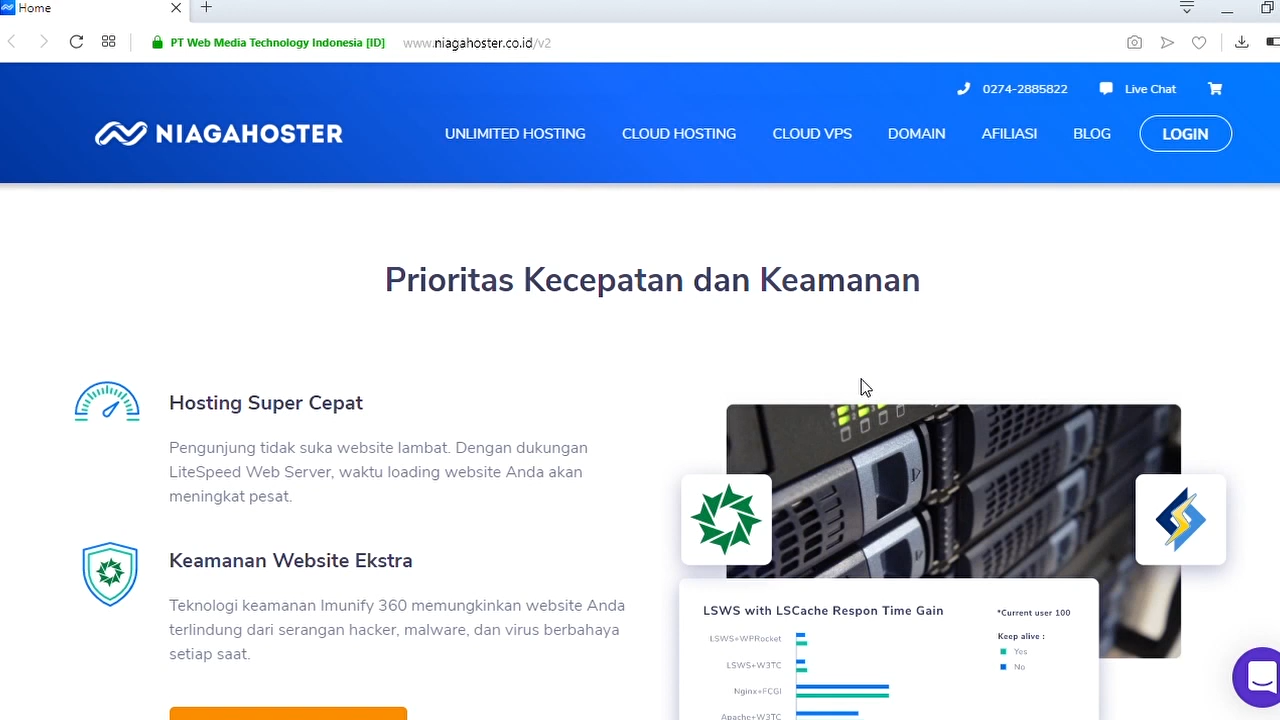 Home
PT Web Media Technology Indonesia [ID]
www.niagahoster.co.id/v2
0274-2885822
Live Chat
NIAGAHOSTER
UNLIMITED HOSTING
CLOUD HOSTING
CLOUD VPS
DOMAIN
AFILIASI
BLOG
LOGIN
Prioritas Kecepatan dan Keamanan
Hosting Super Cepat
Pengunjung tidak suka website lambat. Dengan dukungan
LiteSpeed Web Server, waktu loading website Anda akan
meningkat pesat.
Keamanan Website Ekstra
Teknologi keamanan Imunify 360 memungkinkan website Anda
terlindung dari serangan hacker, malware, dan virus berbahaya
setiap saat.
LSWS with LSCache Respon Time Gain
*Current user 100
Keep alive :
Yes
No
LSWS+WPRocket
LSWS+W3TC
Nginx+FCGI
Apache+W3TC